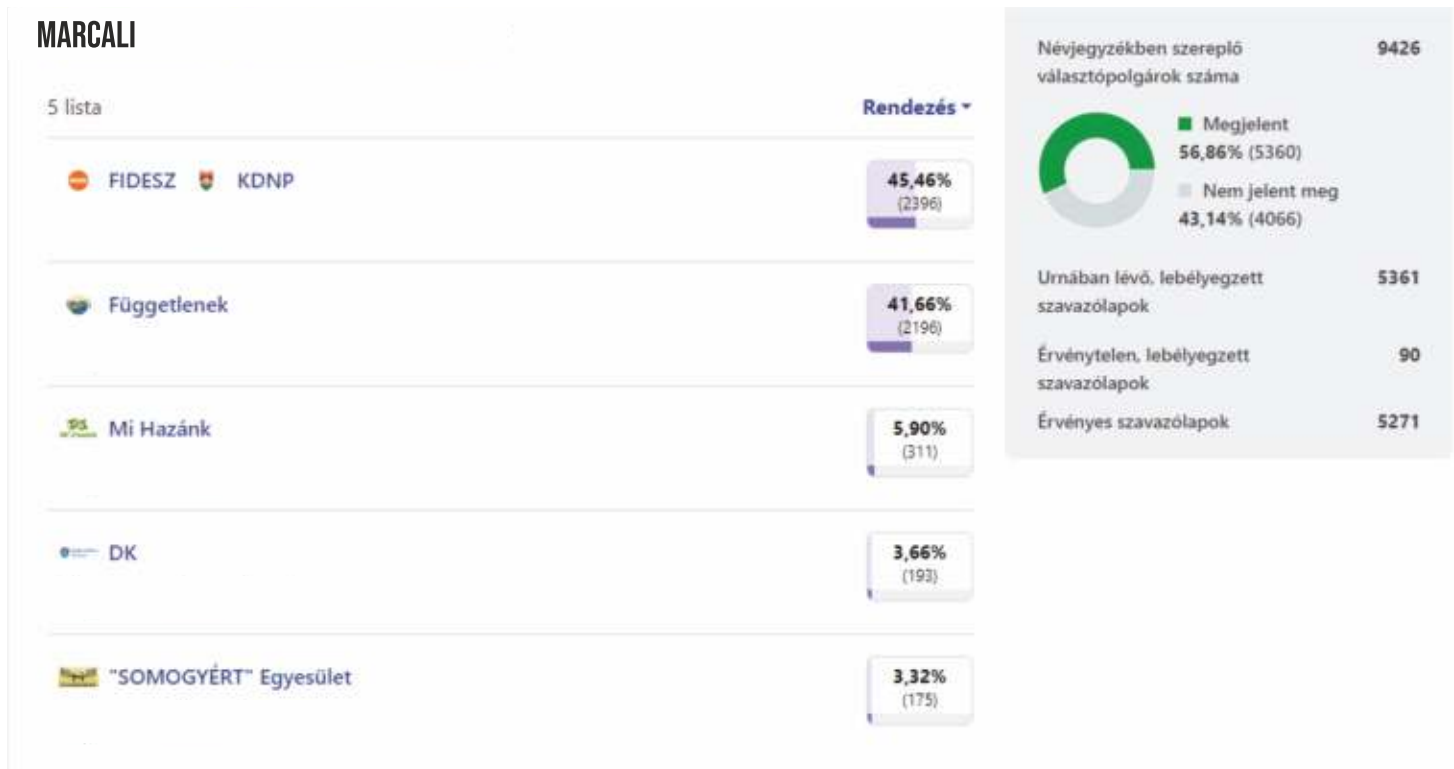 MARCALI
5 lista
Rendezés
FIDESZ KDNP
45,46%
(2396)
Függetlenek
41,66%
(2196)
Mi Hazánk
5,90%
(311)
DK
3,66%
(193)
"SOMOGYÉRT" Egyesület
3,32%
(175)
Névjegyzékben szereplő 9426
választópolgárok száma
Megjelent
56,86% (5360)
Nem jelent meg
43,14% (4066)
Urnában lévő, lebélyegzett 5361
szavazólapok
Érvénytelen, lebélyegzett 90
szavazólapok
Érvényes szavazólapok 5271